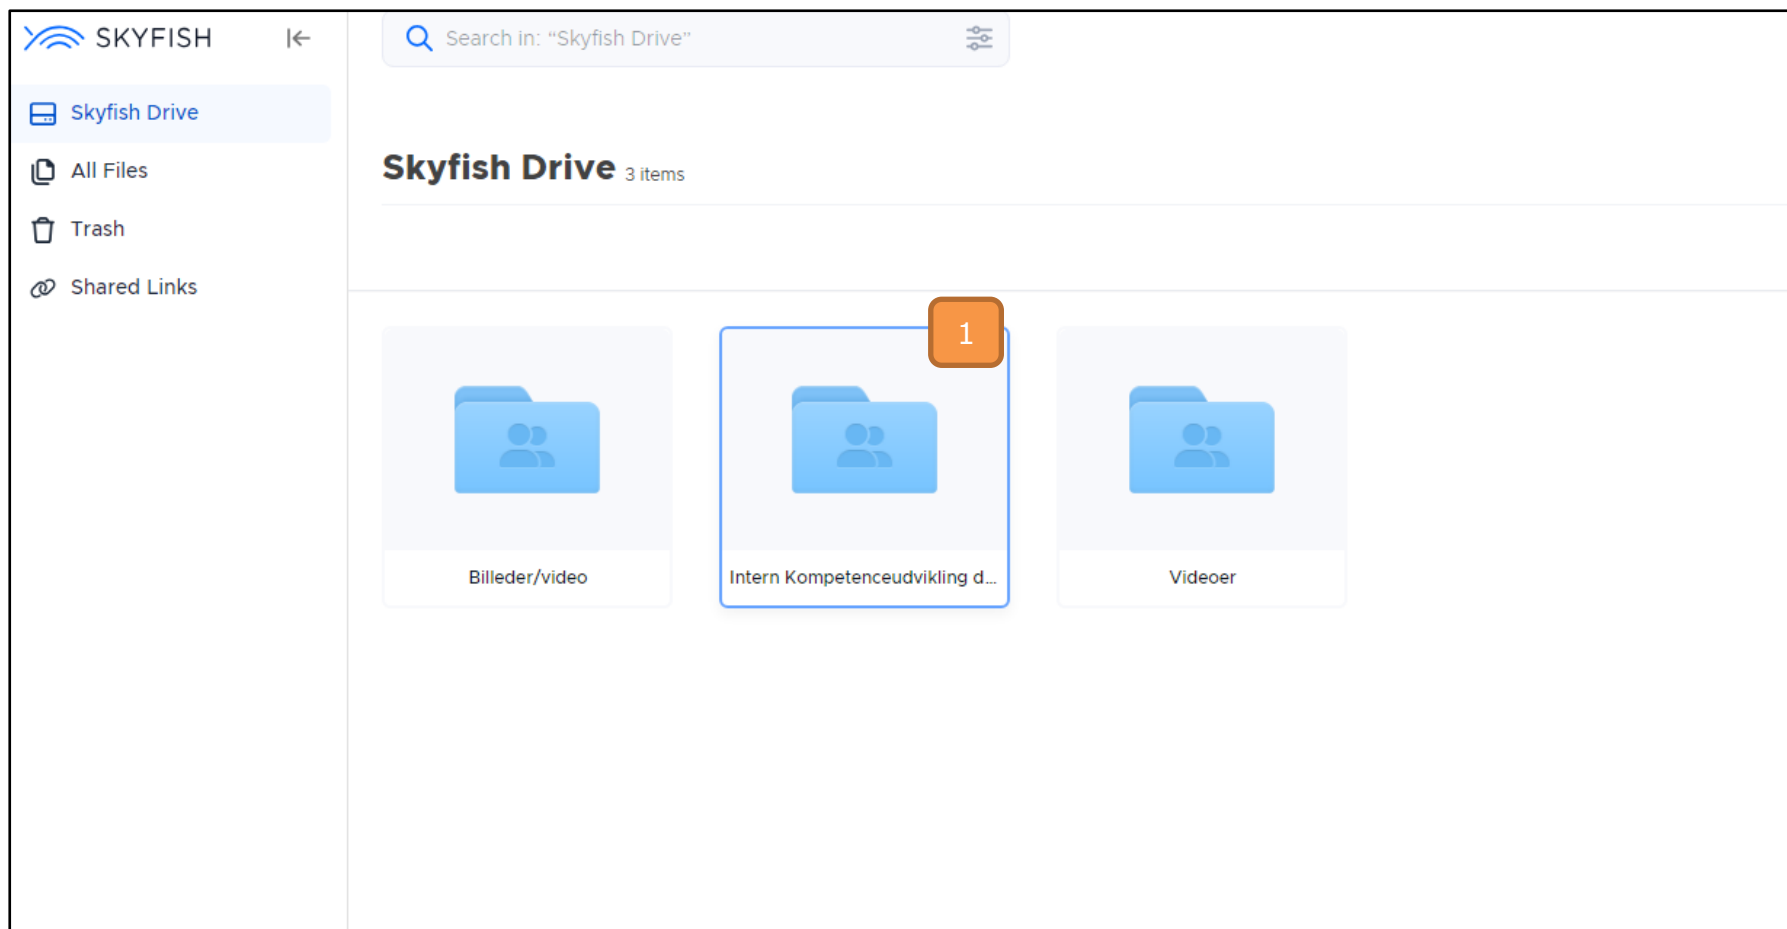 SKYFISH
Search in: “Skyfish Drive”
Skyfish Drive
All Files
Trash
Shared Links
Skyfish Drive 3 items
1
Billeder/video
Intern Kompetenceudvikling d...
Videoer